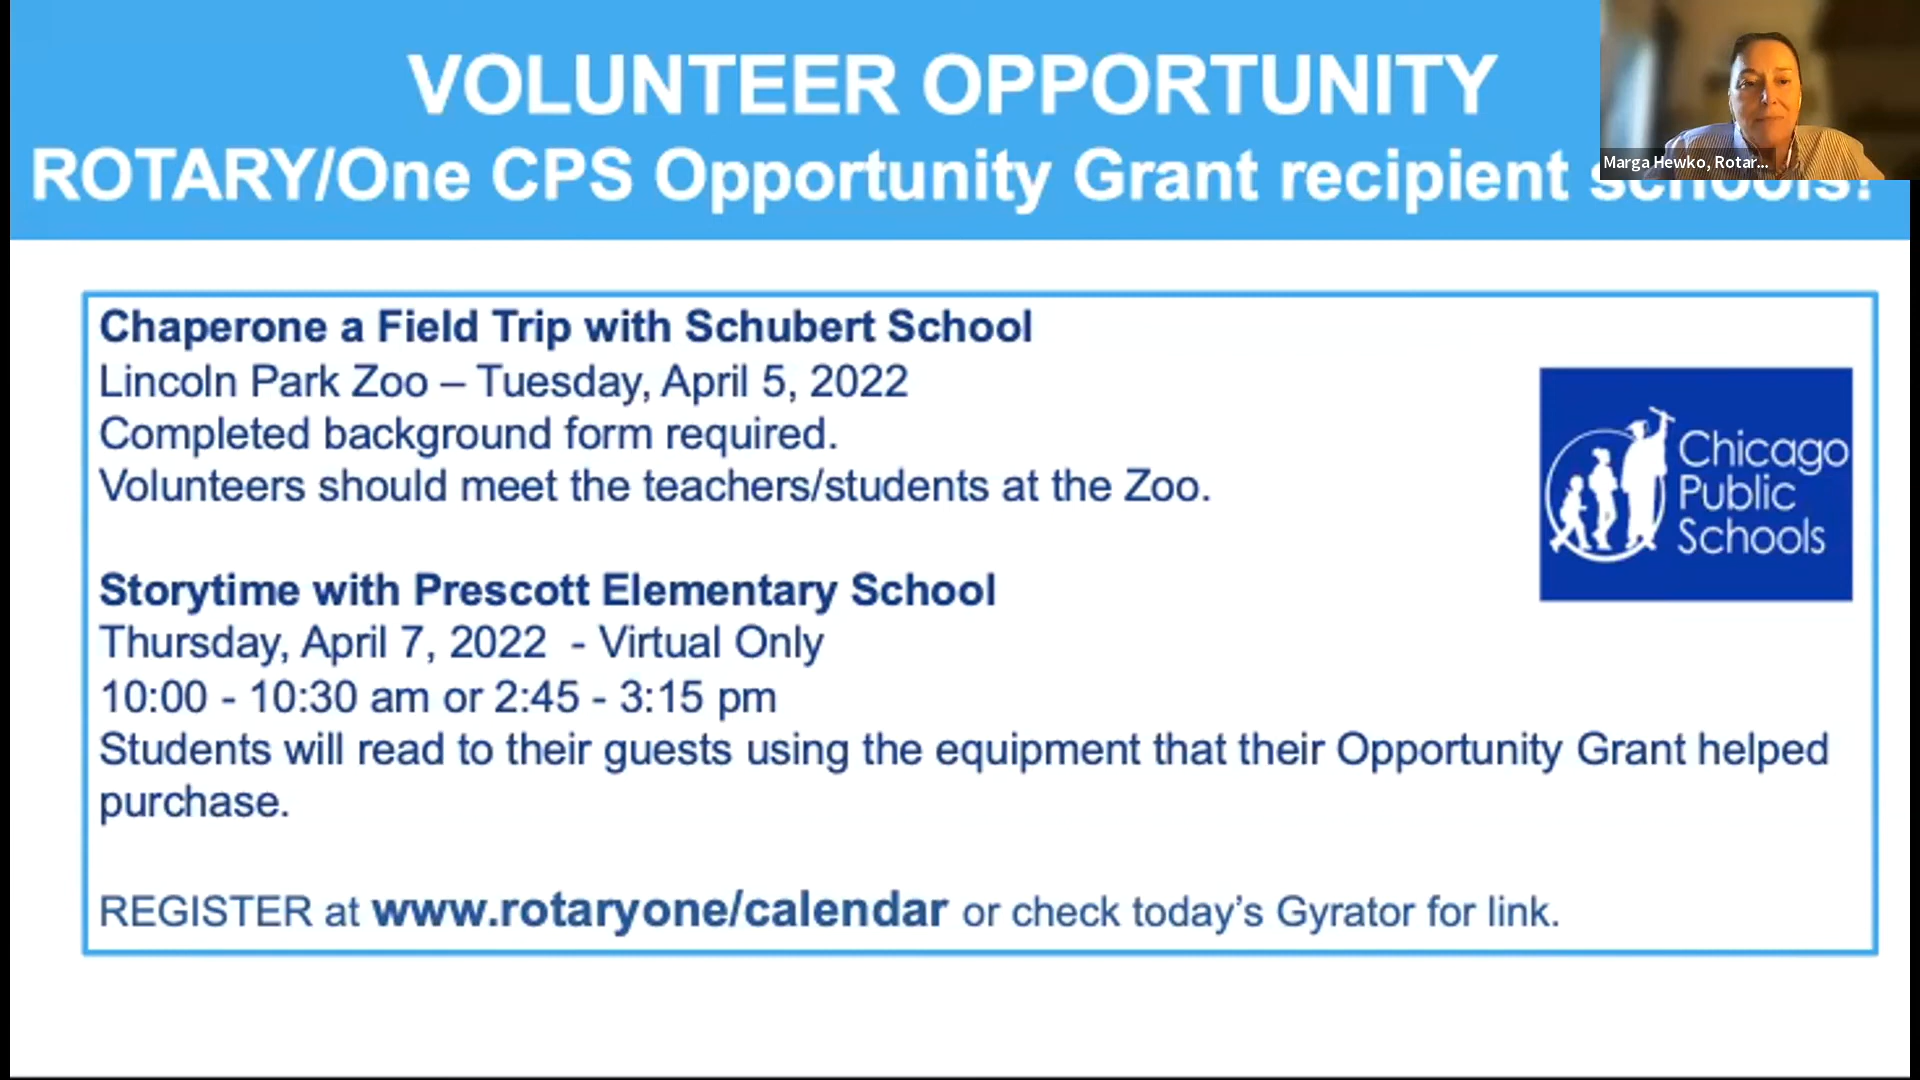 VOLUNTEER OPPORTUNITY
ROTARY/One CPS Opportunity Grant recipient schools!
Marga Hewko, Rotar...
Chaperone a Field Trip with Schubert School
Lincoln Park Zoo – Tuesday, April 5, 2022
Completed background form required.
Volunteers should meet the teachers/students at the Zoo.
Chicago
Public
Schools
Storytime with Prescott Elementary School
Thursday, April 7, 2022 - Virtual Only
10:00 - 10:30 am or 2:45 - 3:15 pm
Students will read to their guests using the equipment that their Opportunity Grant helped
purchase.
REGISTER at www.rotaryone/calendar or check today's Gyrator for link.